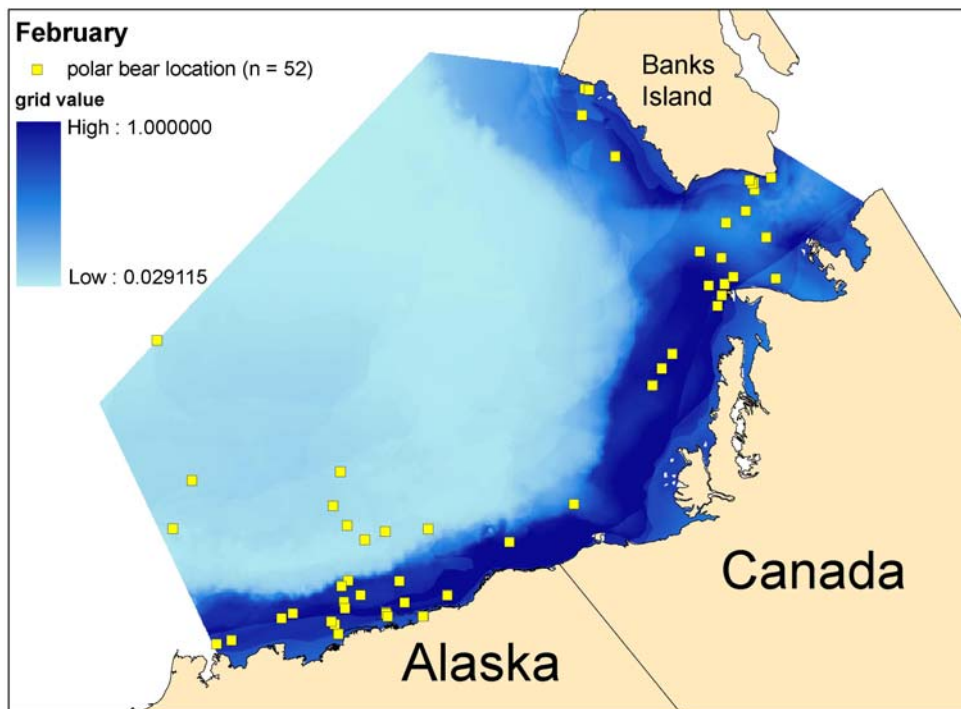 February
polar bear location (n = 52)
grid value
High : 1.000000
Low : 0.029115
Banks
Island
Canada
Alaska